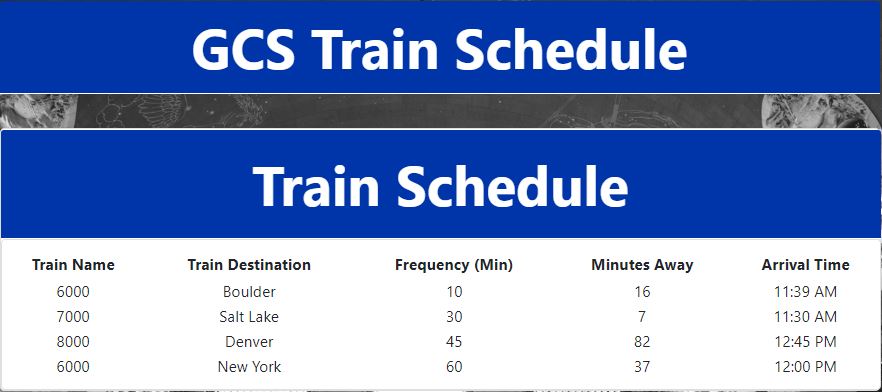 GCS Train Schedule
Train Schedule
Train Name Train Destination Frequency (Min) Minutes Away Arrival Time
6000 Boulder 10 16 11:39 AM
7000 Salt Lake 30 7 11:30 AM
8000 Denver 45 82 12:45 PM
6000 New York 60 37 12:00 PM